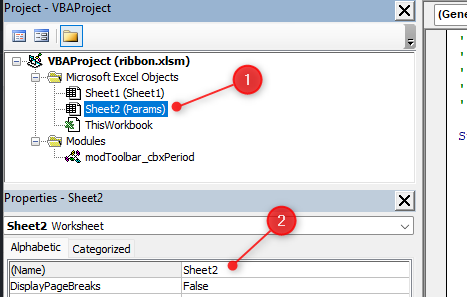 Project - VBAProject
(Gene
VBAProject (ribbon.xlsm)
Microsoft Excel Objects
Sheet1 (Sheet1)
Sheet2 (Params)
ThisWorkbook
Modules
modToolbar_cbxPeriod
1
Properties - Sheet2
Sheet2 Worksheet
Alphabetic Categorized
2
(Name) Sheet2
DisplayPageBreaks False